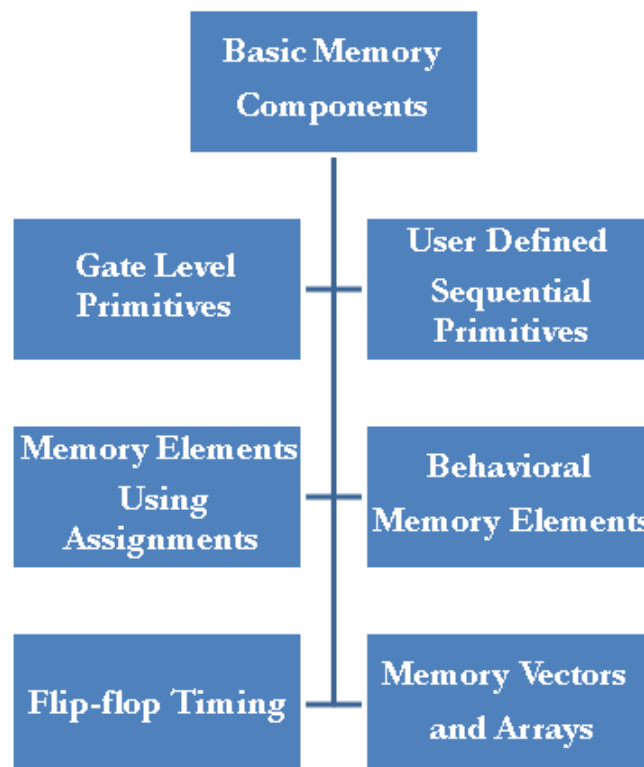 Basic Memory
Components
Gate Level
Primitives
User Defined
Sequential
Primitives
Memory Elements
Using
Assignments
Behavioral
Memory Elements
Flip-flop Timing
Memory Vectors
and Arrays